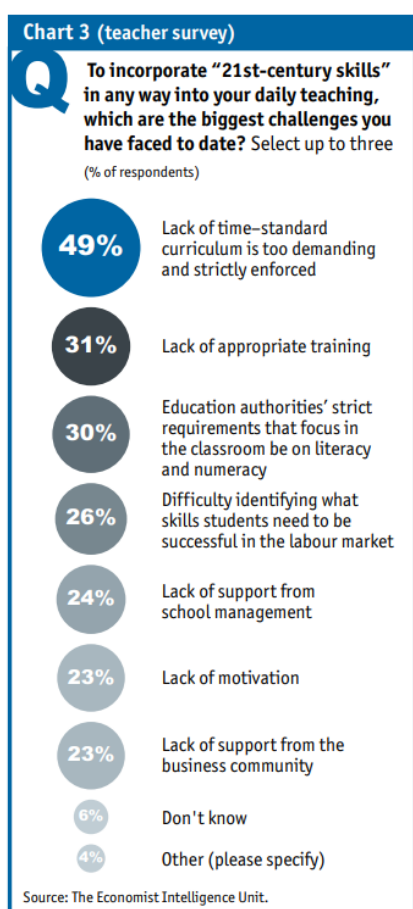 Chart 3 (teacher survey)
Q
To incorporate “21st-century skills”
in any way into your daily teaching,
which are the biggest challenges you
have faced to date? Select up to three
(% of respondents)
49%
Lack of time–standard
curriculum is too demanding
and strictly enforced
31%
Lack of appropriate training
30%
Education authorities’ strict
requirements that focus in
the classroom be on literacy
and numeracy
26%
Difficulty identifying what
skills students need to be
successful in the labour market
24%
Lack of support from
school management
23%
Lack of motivation
23%
Lack of support from the
business community
6%
Don't know
4%
Other (please specify)
Source: The Economist Intelligence Unit.